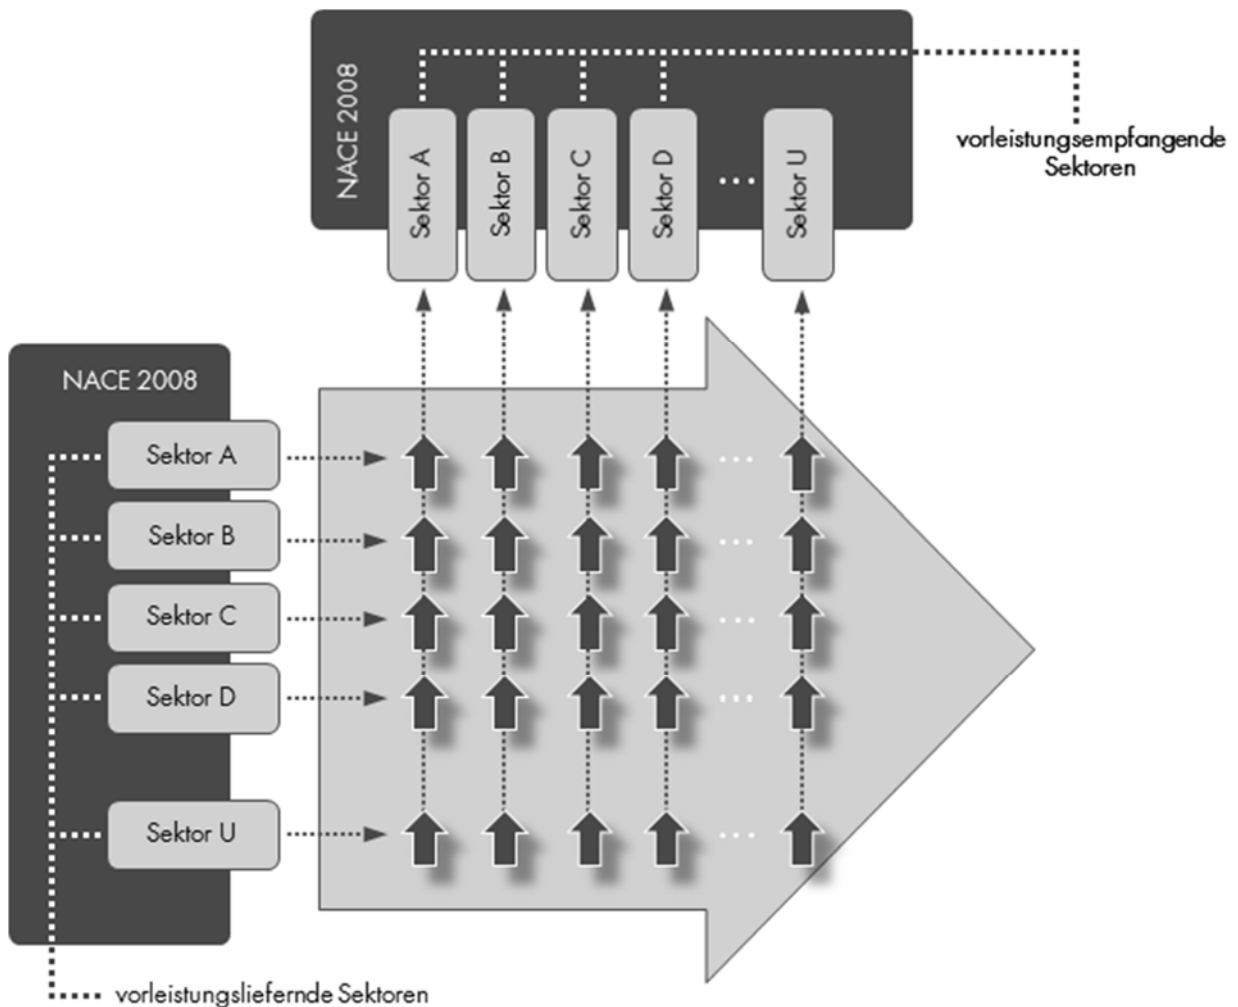 NACE 2008
Sektor A
Sektor B
Sektor C
Sektor D
...
Sektor U
vorleistungsempfangende
Sektoren
NACE 2008
Sektor A
...
Sektor B
...
Sektor C
...
Sektor D
...
Sektor U
...
vorleistungsliefernde Sektoren